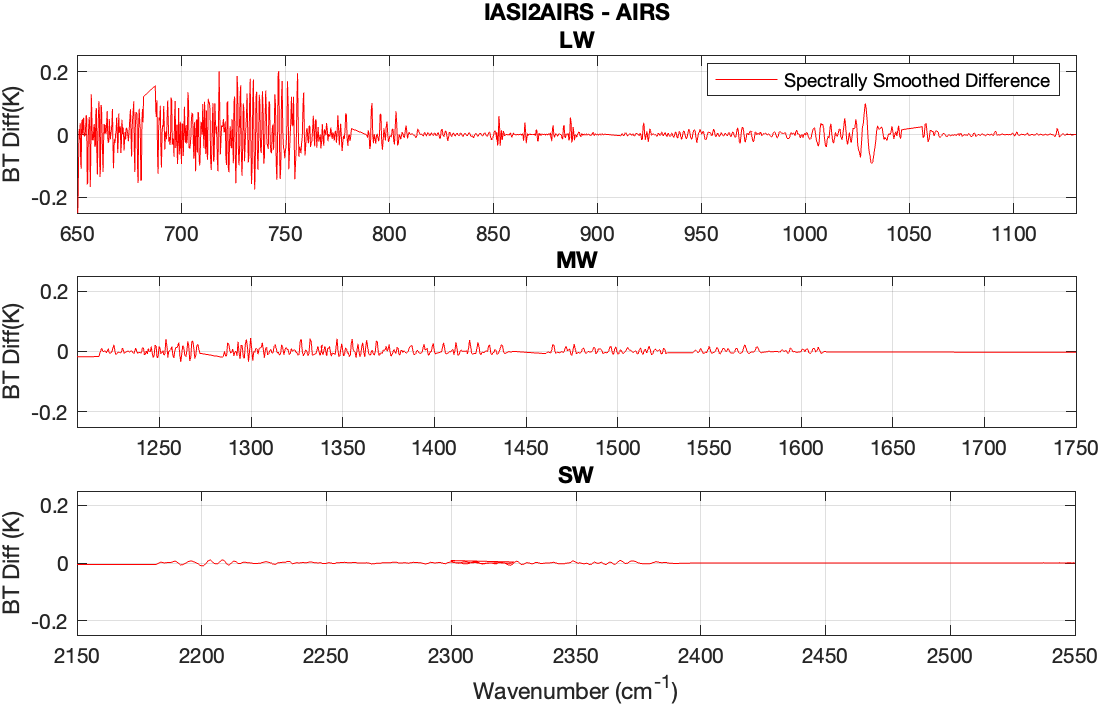 IASI2AIRS - AIRS
LW
BT Diff(K)
0.2
0
-0.2
Spectrally Smoothed Difference
650 700 750 800 850 900 950 1000 1050 1100
MW
BT Diff(K)
0.2
0
-0.2
1250 1300 1350 1400 1450 1500 1550 1600 1650 1700 1750
SW
BT Diff (K)
0.2
0
-0.2
2150 2200 2250 2300 2350 2400 2450 2500 2550
Wavenumber (cm⁻¹)